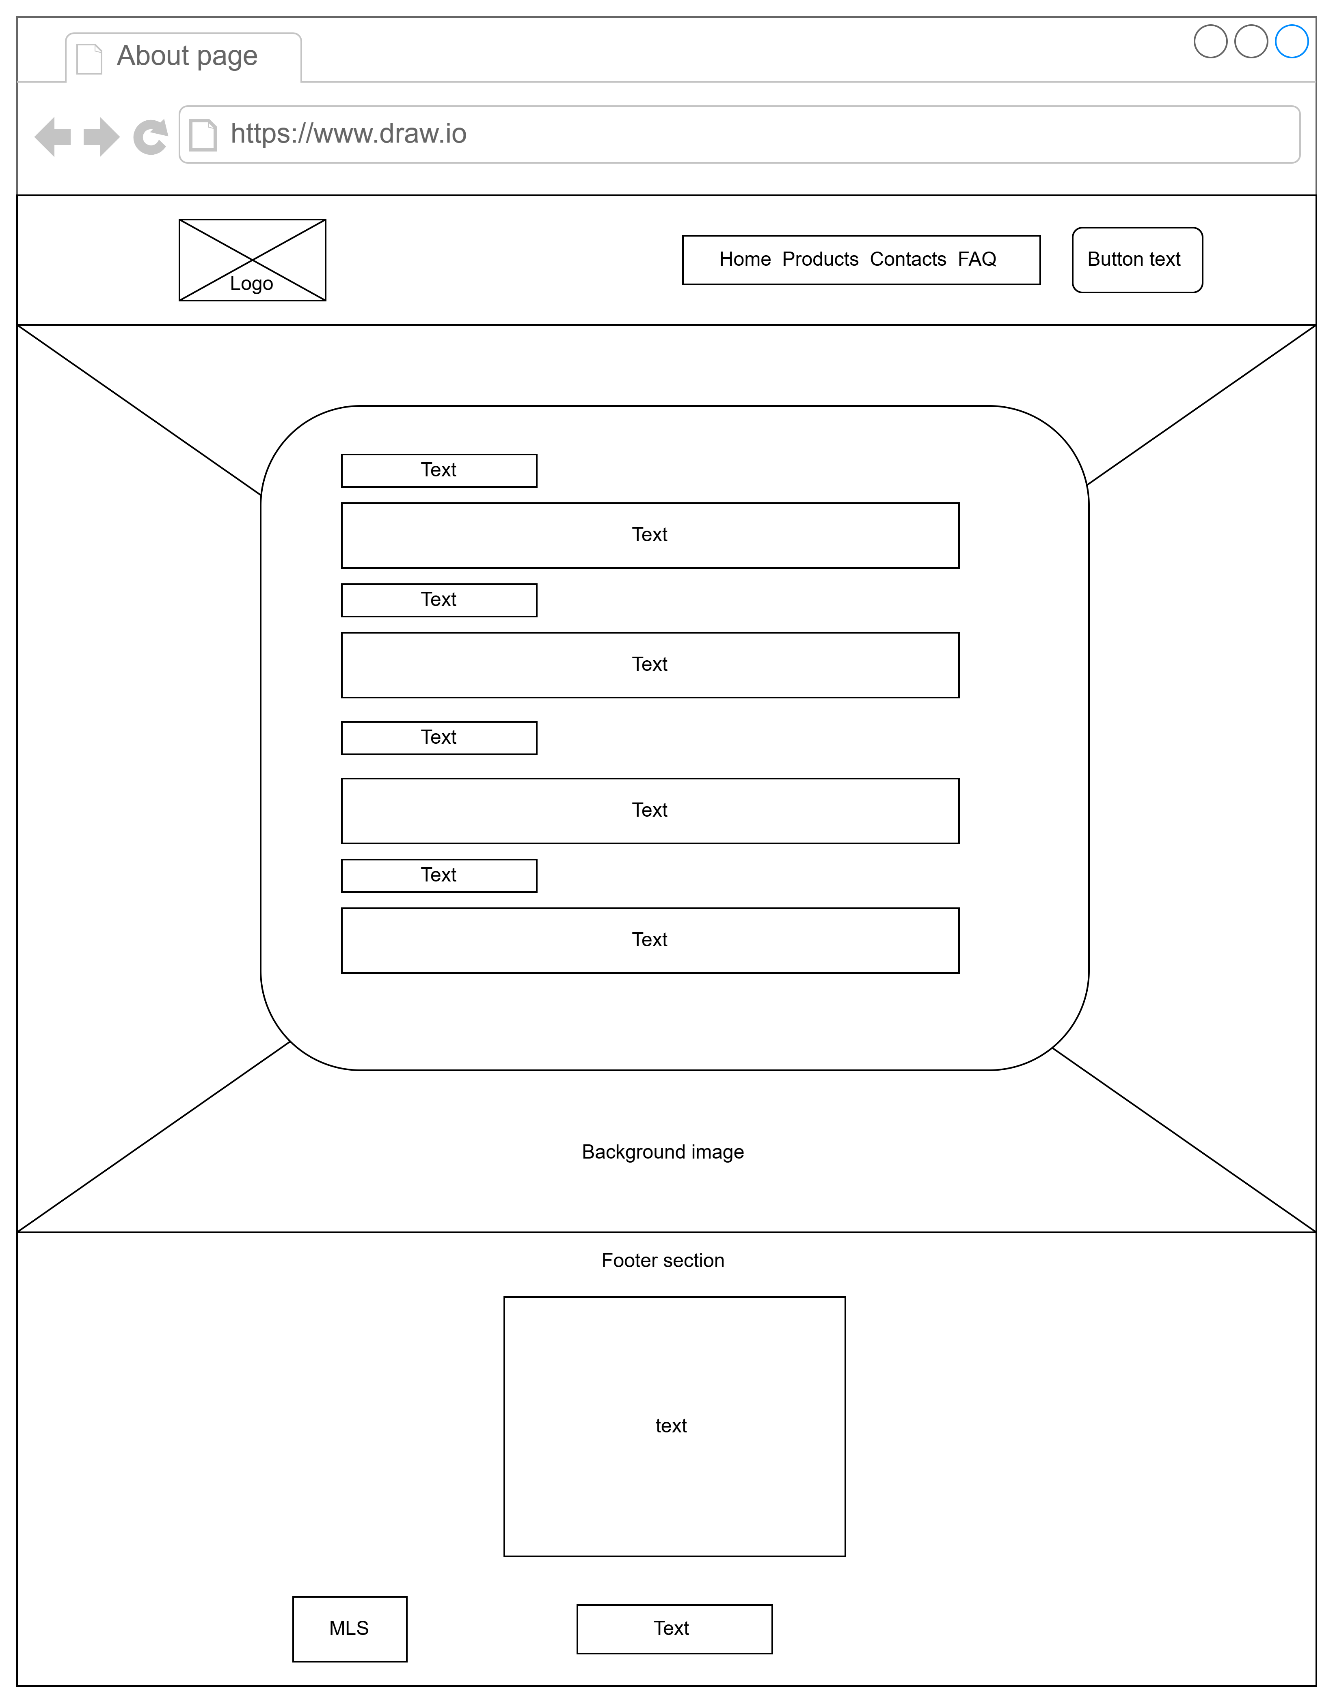 About page
https://www.draw.io
Logo
Home Products Contacts FAQ
Button text
Text
Text
Text
Text
Text
Text
Text
Text
Background image
Footer section
text
MLS
Text